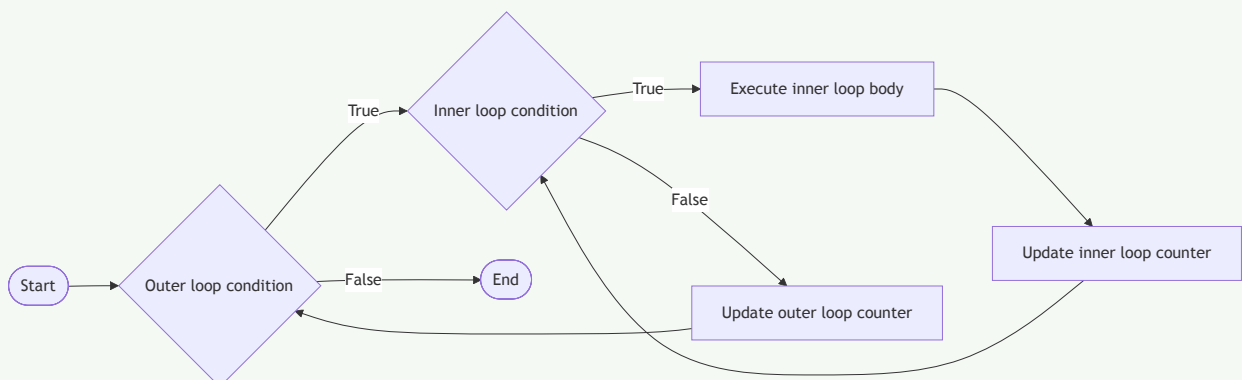 Start
Outer loop condition
True
False
End
Inner loop condition
True
False
Execute inner loop body
Update inner loop counter
Update outer loop counter